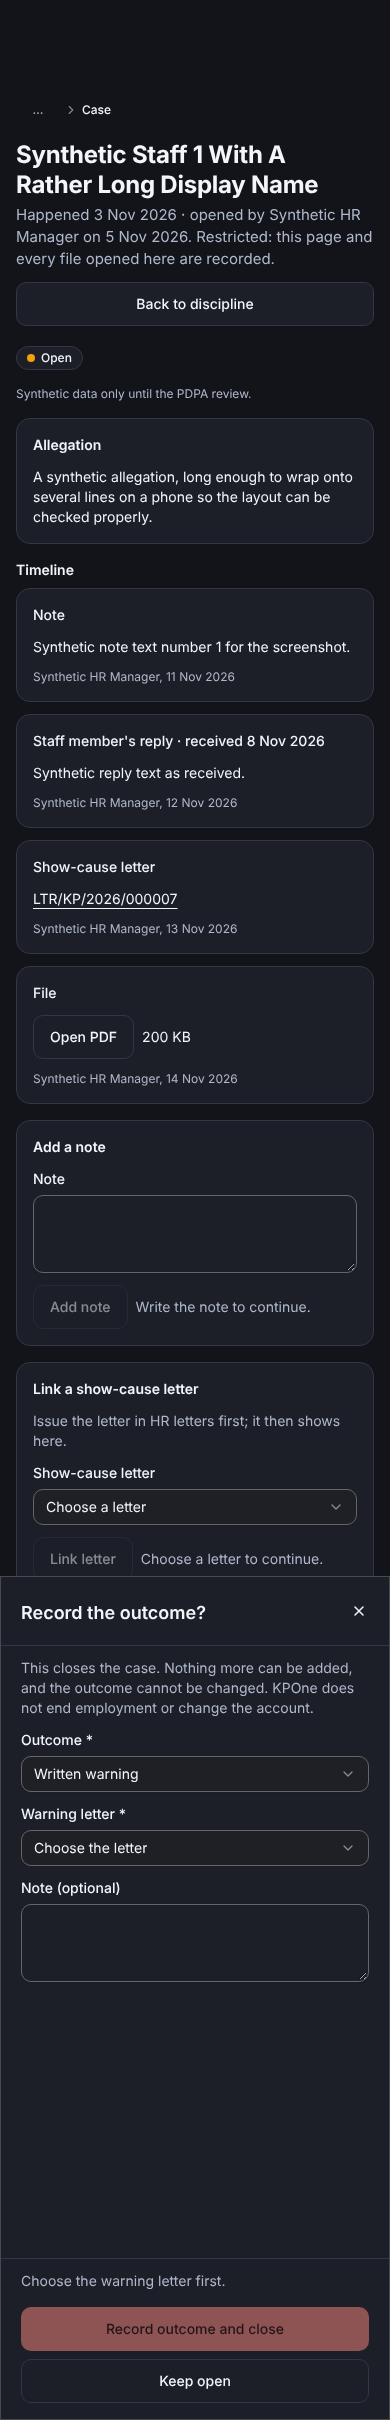 ... > Case
Synthetic Staff 1 With A
Rather Long Display Name
Happened 3 Nov 2026 · opened by Synthetic HR
Manager on 5 Nov 2026. Restricted: this page and
every file opened here are recorded.
Back to discipline
Open
Synthetic data only until the PDPA review.
Allegation
A synthetic allegation, long enough to wrap onto
several lines on a phone so the layout can be
checked properly.
Timeline
Note
Synthetic note text number 1 for the screenshot.
Synthetic HR Manager, 11 Nov 2026
Staff member's reply · received 8 Nov 2026
Synthetic reply text as received.
Synthetic HR Manager, 12 Nov 2026
Show-cause letter
LTR/KP/2026/000007
Synthetic HR Manager, 13 Nov 2026
File
Open PDF 200 KB
Synthetic HR Manager, 14 Nov 2026
Add a note
Note
Add note Write the note to continue.
Link a show-cause letter
Issue the letter in HR letters first; it then shows
here.
Show-cause letter
Choose a letter
Link letter Choose a letter to continue.
Record the outcome?
This closes the case. Nothing more can be added,
and the outcome cannot be changed. KPOne does
not end employment or change the account.
Outcome *
Written warning
Warning letter *
Choose the letter
Note (optional)
Choose the warning letter first.
Record outcome and close
Keep open